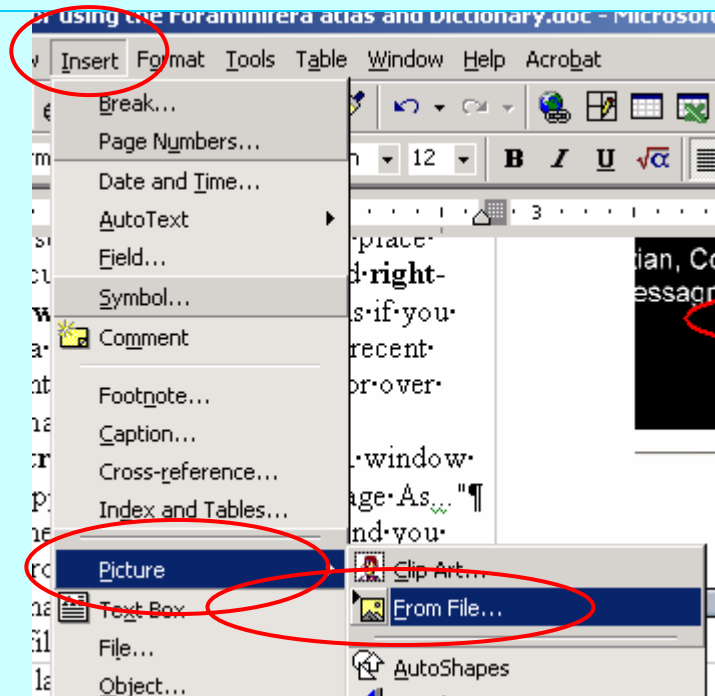 using the Foraminifera atlas and Dictionary.doc - Microsoft
Insert Format Tools Table Window Help Acrobat
Break...
12 B I U √α
Page Numbers...
Date and Time...
AutoText
3
place·
Field...
d·right-
ian, Co
Symbol...
s·if·you·
essagn
Comment
recent·
Footnote...
or·over·
Caption...
·window·
Cross-reference...
age·As..."¶
Index and Tables...
nd·you·
Picture
Clip Art...
Text Box
From File...
File...
AutoShapes
Object...